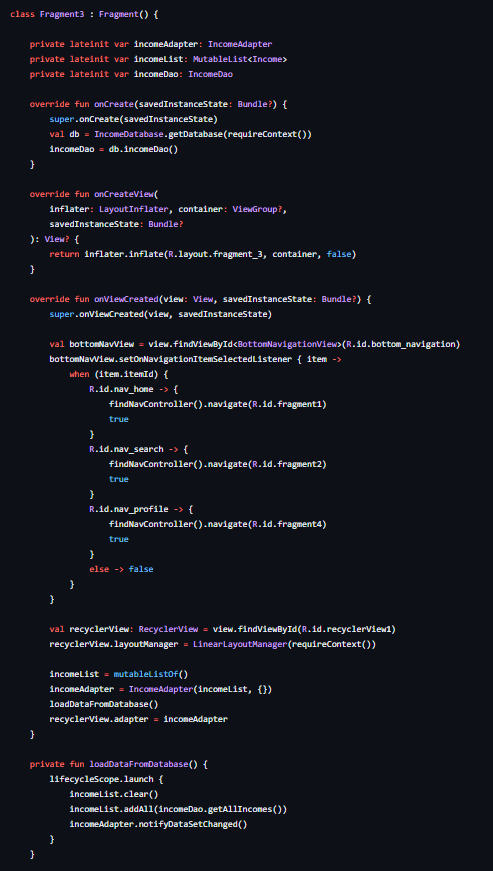 class Fragment3 : Fragment() {
private lateinit var incomeAdapter: IncomeAdapter
private lateinit var incomeList: MutableList<Income>
private lateinit var incomeDao: IncomeDao
override fun onCreate(savedInstanceState: Bundle?) {
super.onCreate(savedInstanceState)
val db = IncomeDatabase.getDatabase(requireContext())
incomeDao = db.incomeDao()
}
override fun onCreateView(
inflater: LayoutInflater, container: ViewGroup?,
savedInstanceState: Bundle?
): View? {
return inflater.inflate(R.layout.fragment_3, container, false)
}
override fun onViewCreated(view: View, savedInstanceState: Bundle?) {
super.onViewCreated(view, savedInstanceState)
val bottomNavView = view.findViewById<BottomNavigationView>(R.id.bottom_navigation)
bottomNavView.setOnNavigationItemSelectedListener { item ->
when (item.itemId) {
R.id.nav_home -> {
findNavController().navigate(R.id.fragment1)
true
}
R.id.nav_search -> {
findNavController().navigate(R.id.fragment2)
true
}
R.id.nav_profile -> {
findNavController().navigate(R.id.fragment4)
true
}
else -> false
}
}
val recyclerView: RecyclerView = view.findViewById(R.id.recyclerView1)
recyclerView.layoutManager = LinearLayoutManager(requireContext())
incomeList = mutableListOf()
incomeAdapter = IncomeAdapter(incomeList, {})
loadDataFromDatabase()
recyclerView.adapter = incomeAdapter
}
private fun loadDataFromDatabase() {
lifecycleScope.launch {
incomeList.clear()
incomeList.addAll(incomeDao.getAllIncomes())
incomeAdapter.notifyDataSetChanged()
}
}